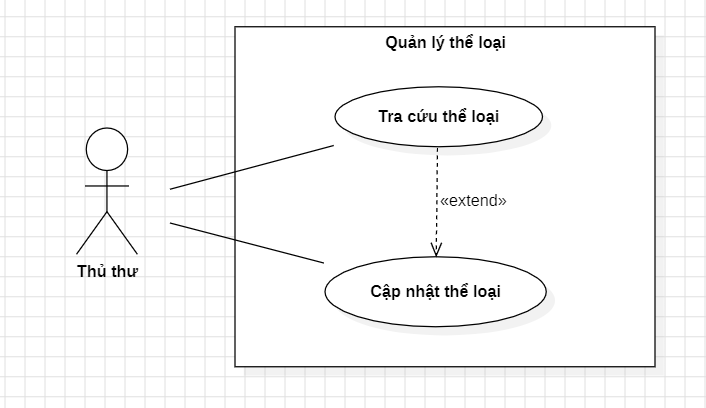 Quản lý thể loại
Tra cứu thể loại
«extend»
Thủ thư
Cập nhật thể loại